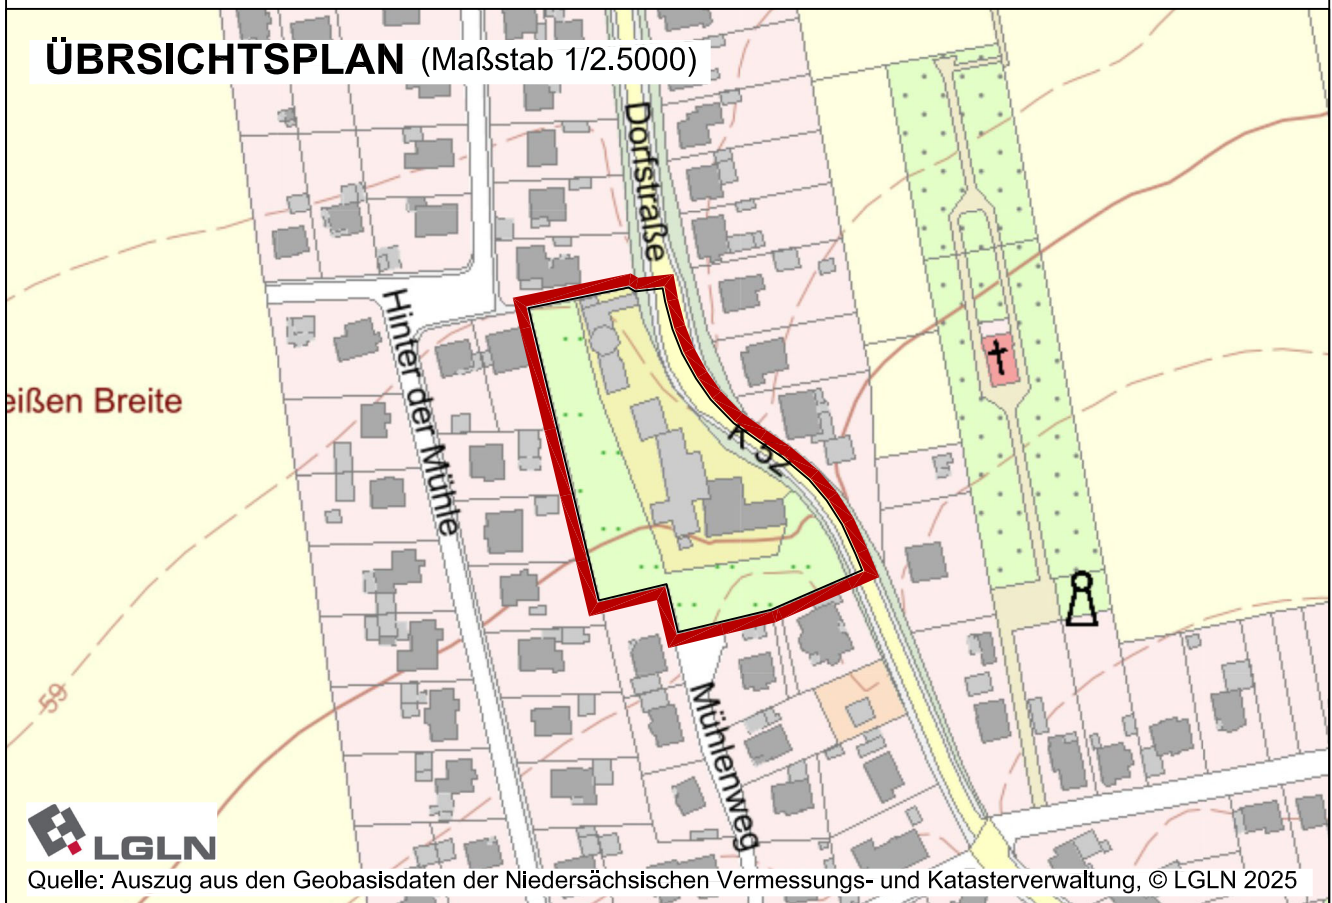 ÜBRSICHTSPLAN (Maßstab 1/2.5000)
Dorfstraße
Hinter der Mühle
eißen Breite
K 52
59
Mühlenweg
LGLN
Quelle: Auszug aus den Geobasisdaten der Niedersächsischen Vermessungs- und Katasterverwaltung, © LGLN 2025